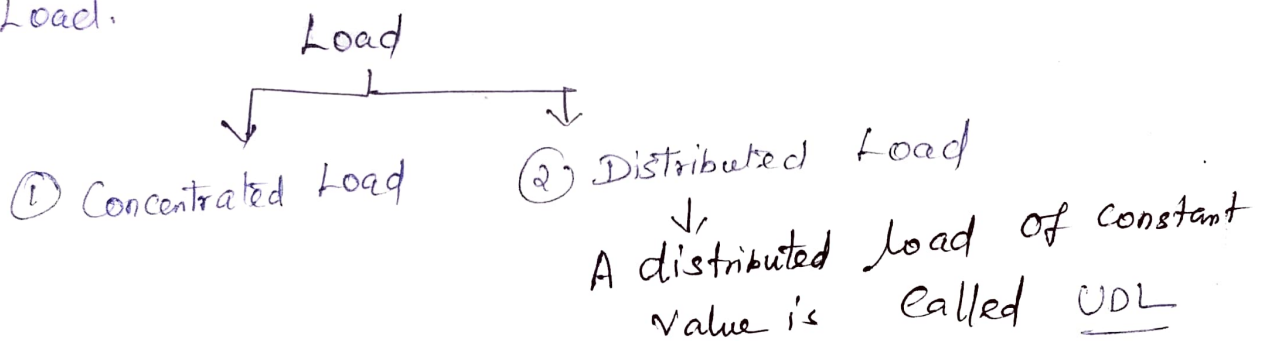 Load.
Load
① Concentrated Load
② Distributed Load
A distributed load of constant
value is called UDL